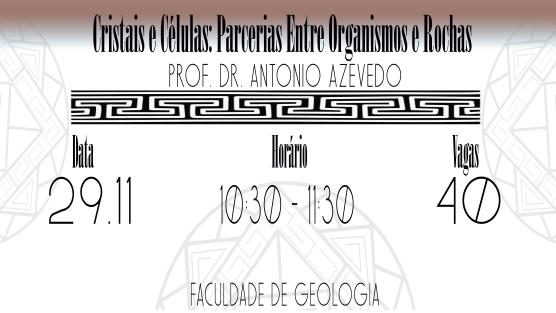 Cristais e Células: Parcerias Entre Organismos e Rochas
PROF. DR. ANTONIO AZEVEDO
Data Horário Vagas
29.11 10:30 - 11:30 40
FACULDADE DE GEOLOGIA